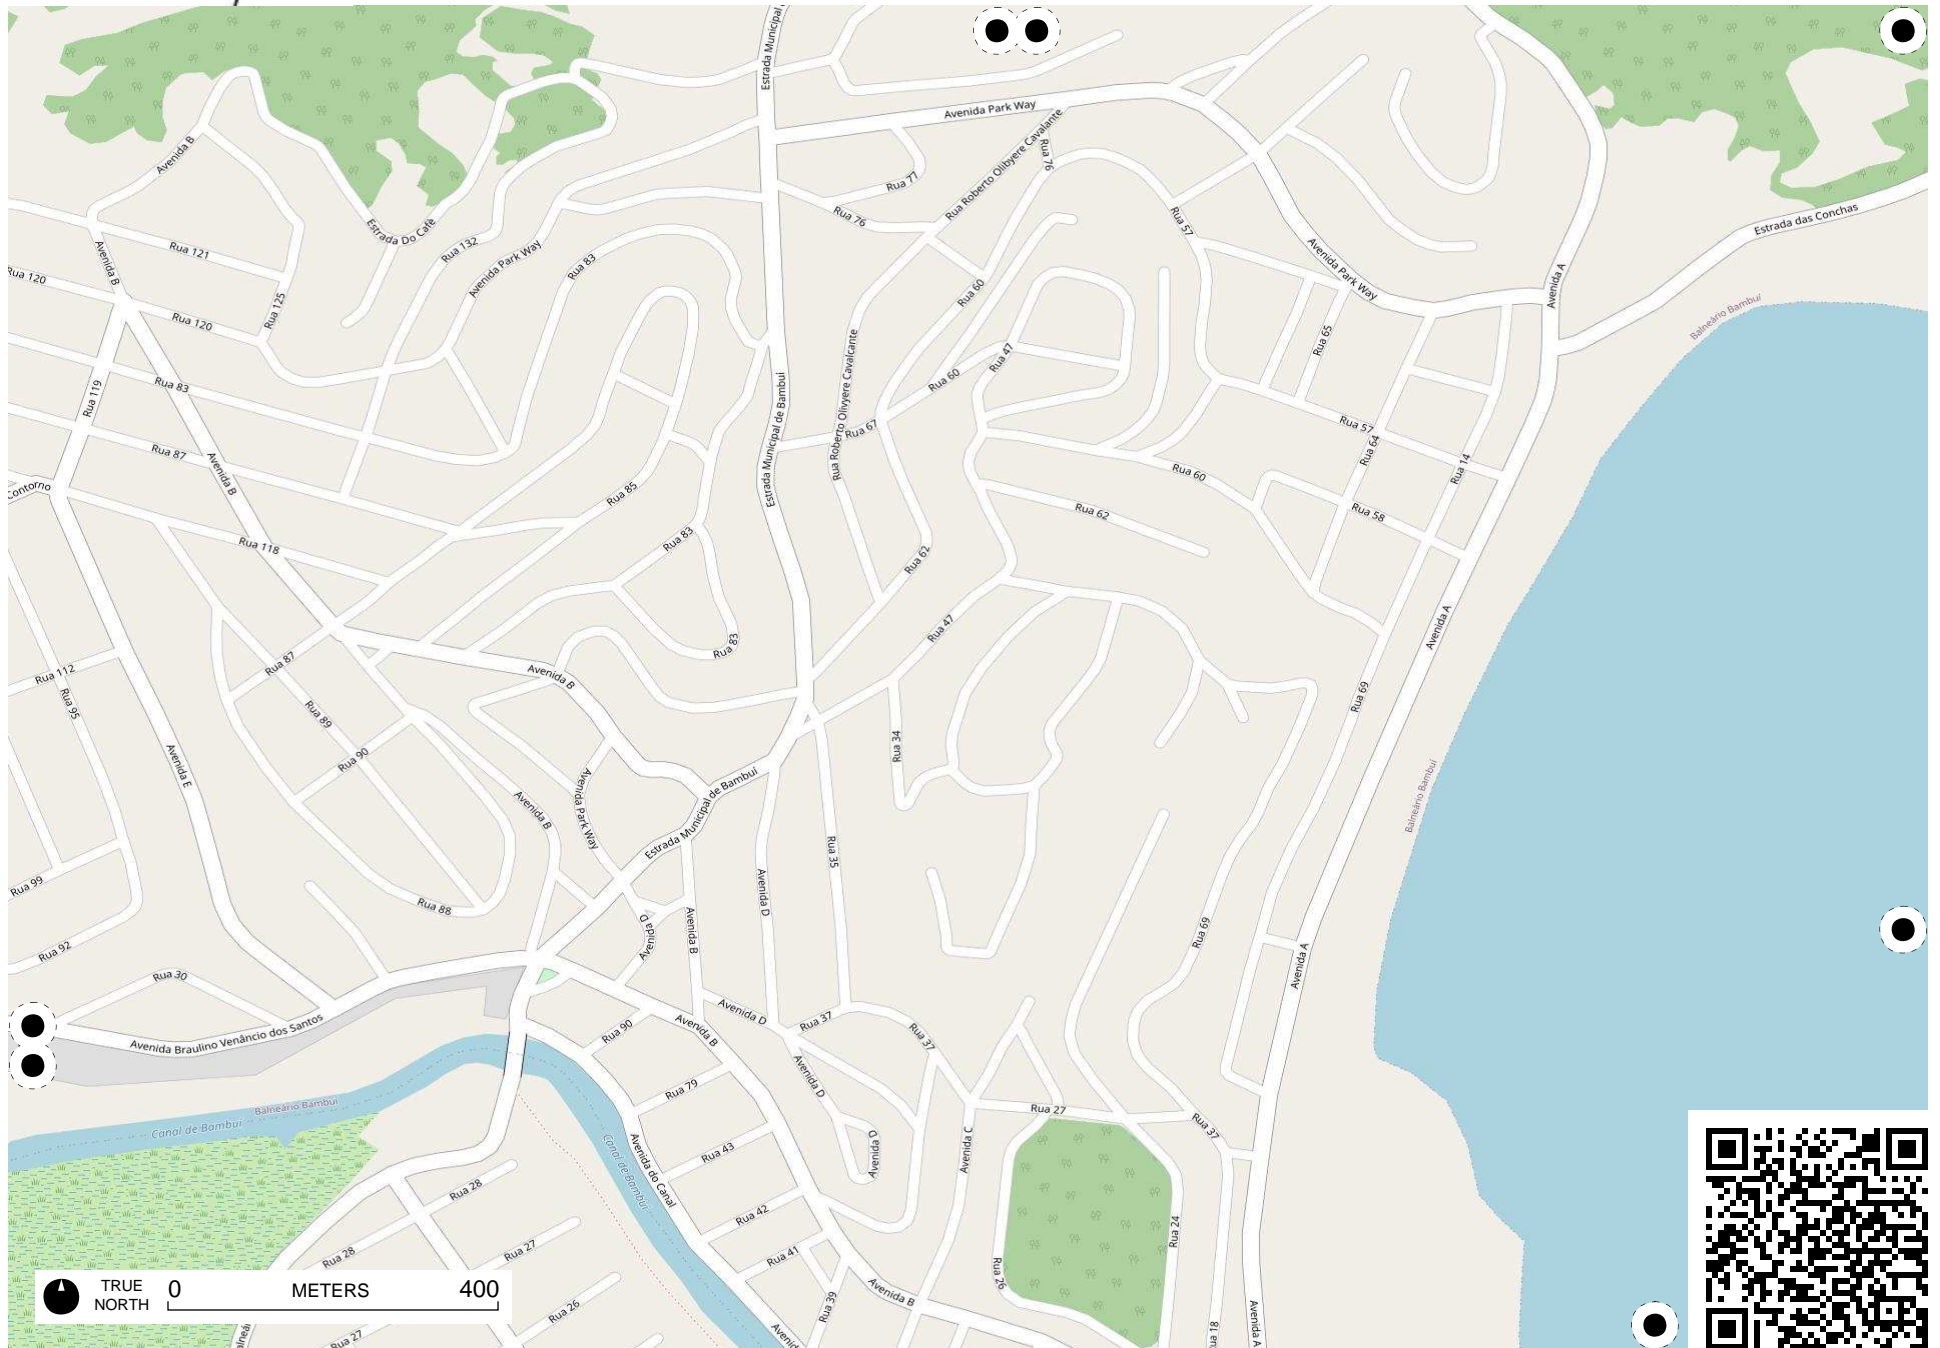 Estrada Municipal
Avenida Park Way
Rua Roberto Olibyere Cavalante
Rua 76
Avenida B
Rua 77
Rua 76
Rua 57
Estrada das Conchas
Estrada Do Café
Rua 132
Rua 121
Avenida Park Way
Rua 83
Avenida B
Avenida Park Way
Rua 120
Avenida A
Rua 60
Balneário Bambuí
Rua 125
Rua 120
Rua 65
Rua 47
Rua Roberto Olivyere Cavalcante
Rua 83
Rua 119
Rua 60
Estrada Municipal de Bambuí
Rua 67
Rua 57
Rua 87
Rua 64
Avenida B
Rua 60
Rua 14
Contorno
Rua 85
Rua 62
Rua 58
Rua 118
Rua 83
Rua 62
Rua 47
Avenida A
Rua 83
Rua 87
Rua 112
Avenida B
Rua 95
Rua 69
Rua 89
Rua 34
Rua 90
Avenida E
Estrada Municipal de Bambuí
Avenida Park Way
Balneário Bambuí
Avenida B
Rua 35
Rua 99
Avenida D
Rua 88
Avenida D
Avenida B
Rua 69
Rua 92
Avenida A
Rua 30
Avenida D
Rua 37
Avenida B
Rua 90
Rua 37
Avenida Braulino Venâncio dos Santos
Avenida D
Rua 79
Balneário Bambuí
Rua 27
Canal de Bambuí
Rua 37
Rua 43
Avenida D
Avenida C
Avenida do Canal
Canal de Bambuí
Rua 28
Rua 42
Rua 24
Rua 28
Rua 27
Rua 41
Rua 26
TRUE
NORTH
0 METERS 400
Avenida B
Rua 39
Rua 26
Rua 27
Avenida A